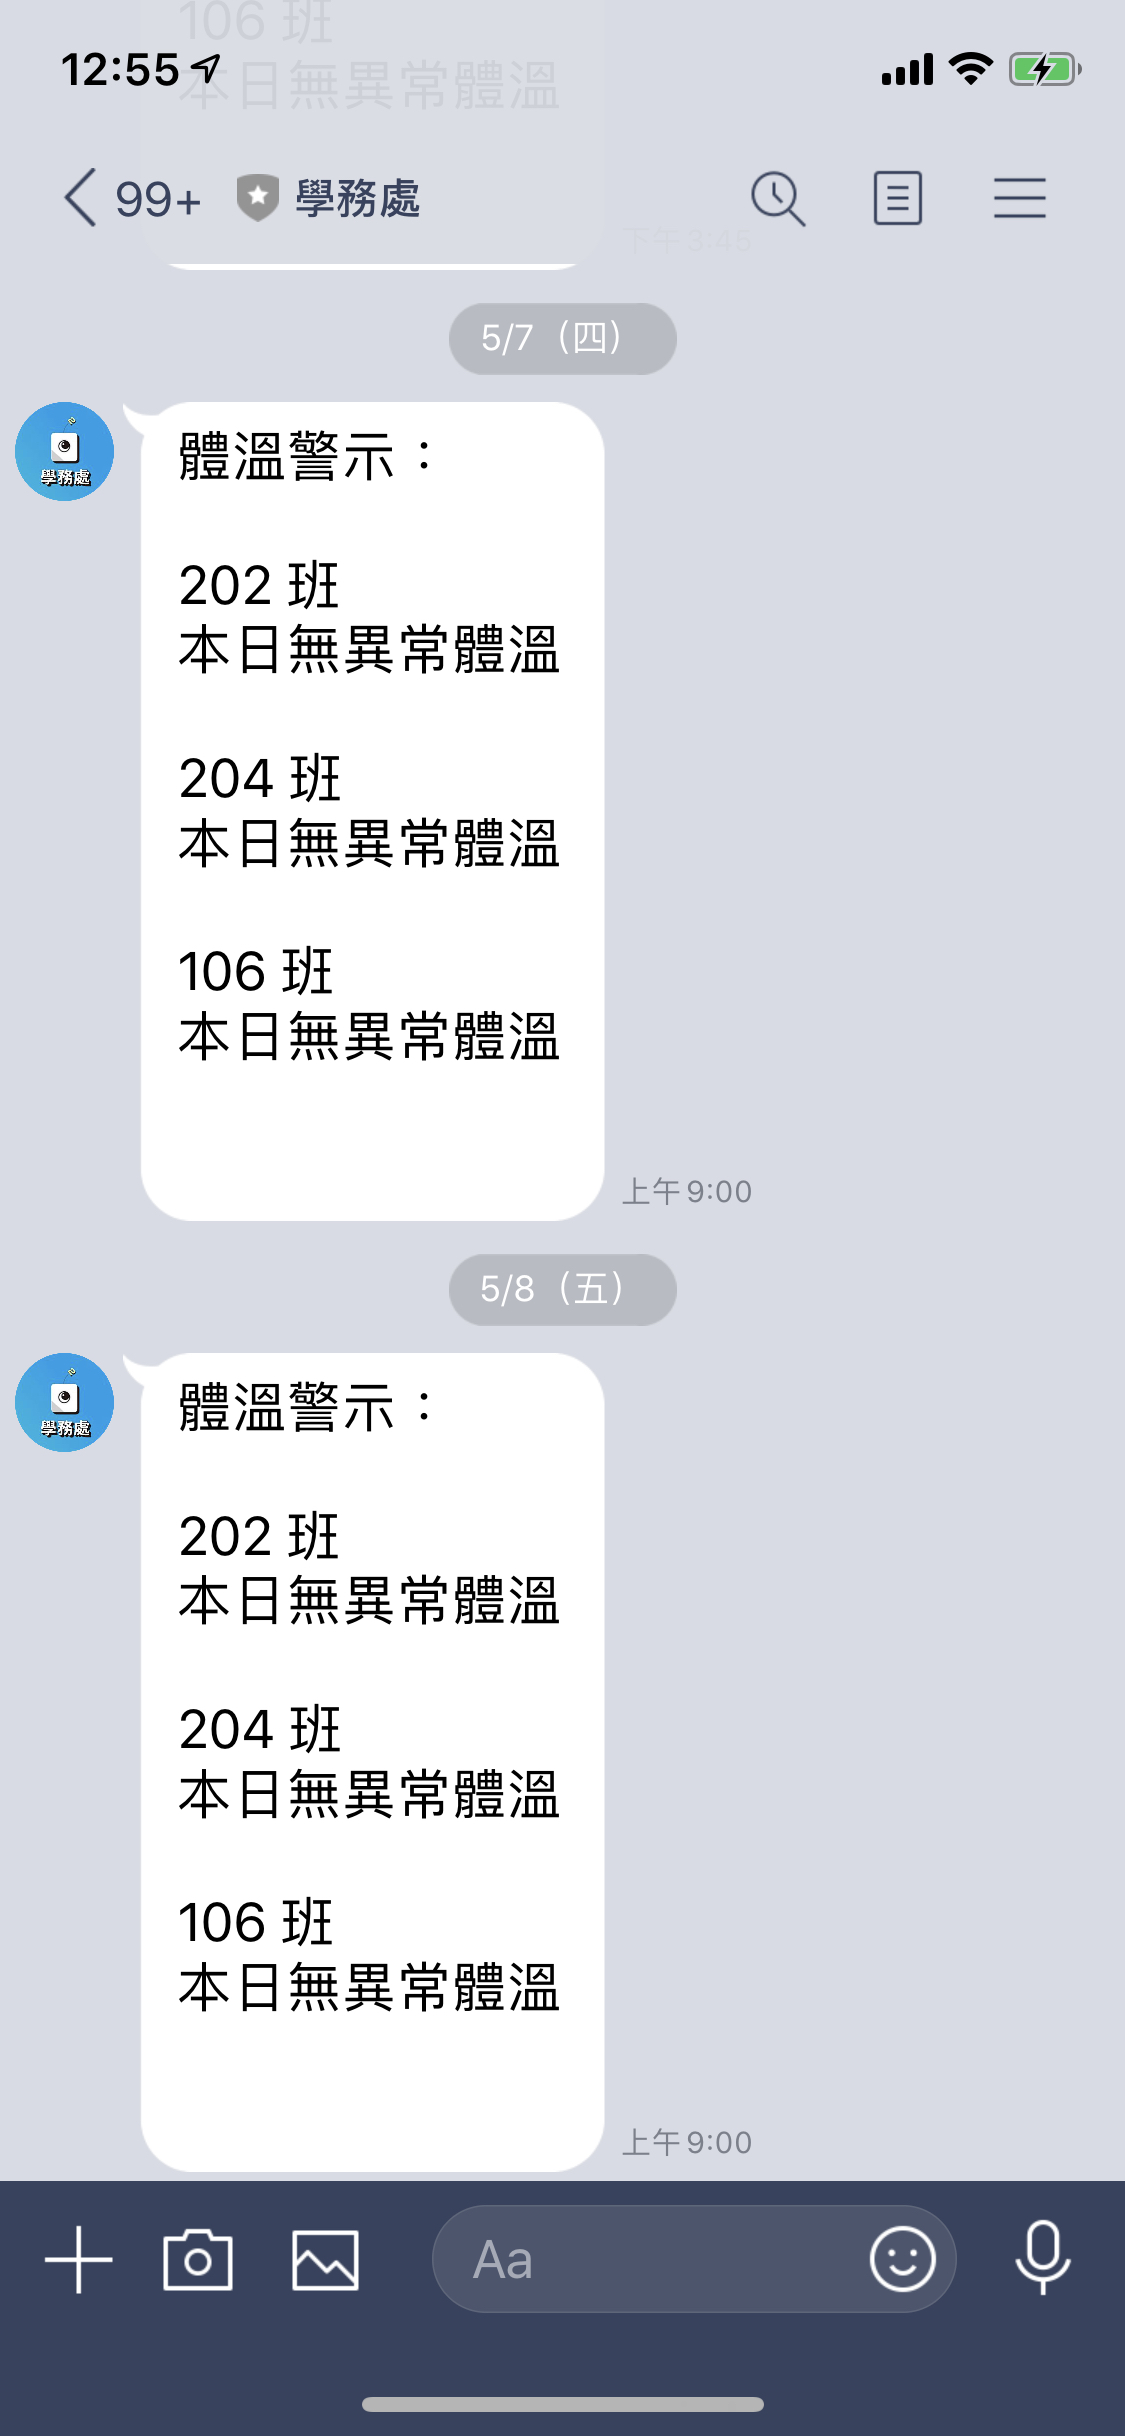 106 班
12:55
本日無異常體溫
99+
學務處
下午 3:45
5/7（四）
學務處
體溫警示：
202 班
本日無異常體溫
204 班
本日無異常體溫
106 班
本日無異常體溫
上午 9:00
5/8（五）
學務處
體溫警示：
202 班
本日無異常體溫
204 班
本日無異常體溫
106 班
本日無異常體溫
上午 9:00
Aa